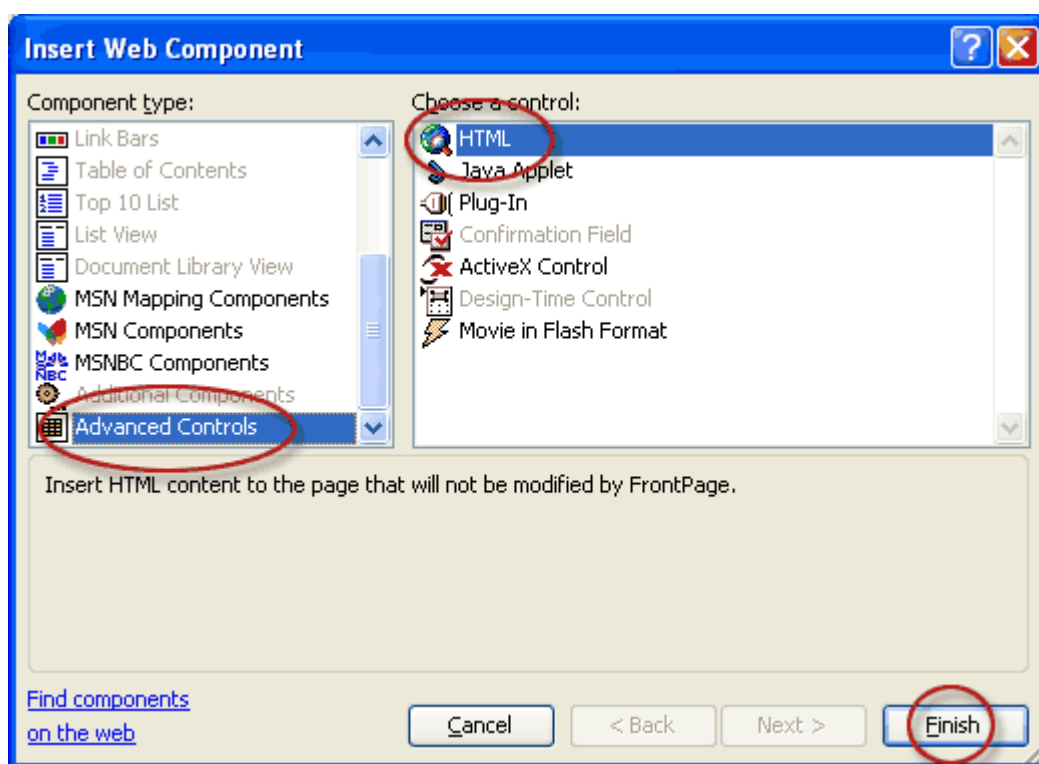 Insert Web Component
Component type:
Link Bars
Table of Contents
Top 10 List
List View
Document Library View
MSN Mapping Components
MSN Components
MSNBC Components
Additional Components
Advanced Controls
Choose a control:
HTML
Java Applet
Plug-In
Confirmation Field
ActiveX Control
Design-Time Control
Movie in Flash Format
Insert HTML content to the page that will not be modified by FrontPage.
Find components
on the web
Cancel
< Back
Next >
Finish